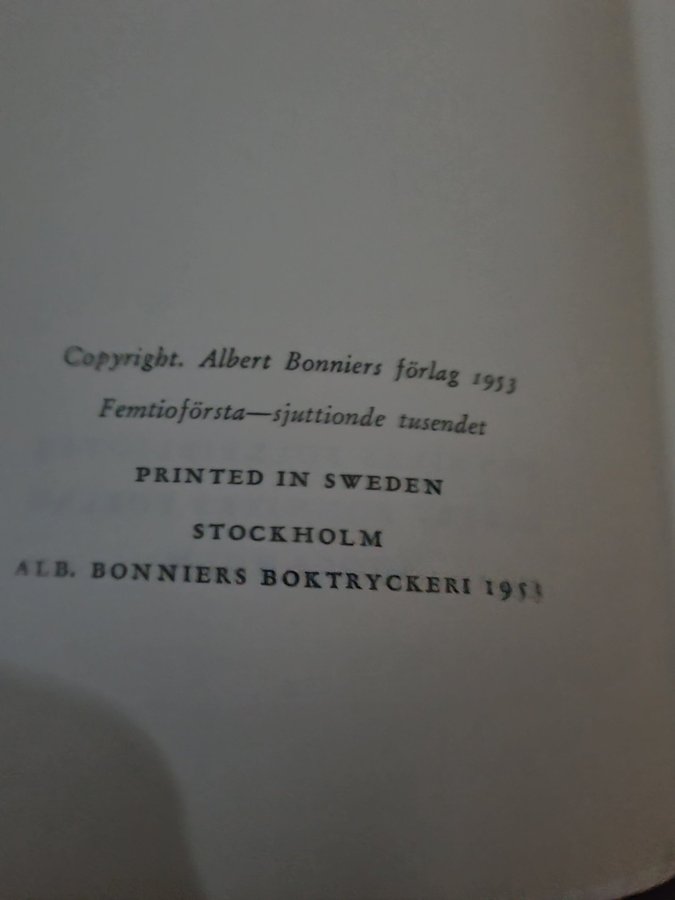 Copyright. Albert Bonniers förlag 1953
Femtioförsta—sjuttionde tusendet
PRINTED IN SWEDEN
STOCKHOLM
ALB. BONNIERS BOKTRYCKERI 1953